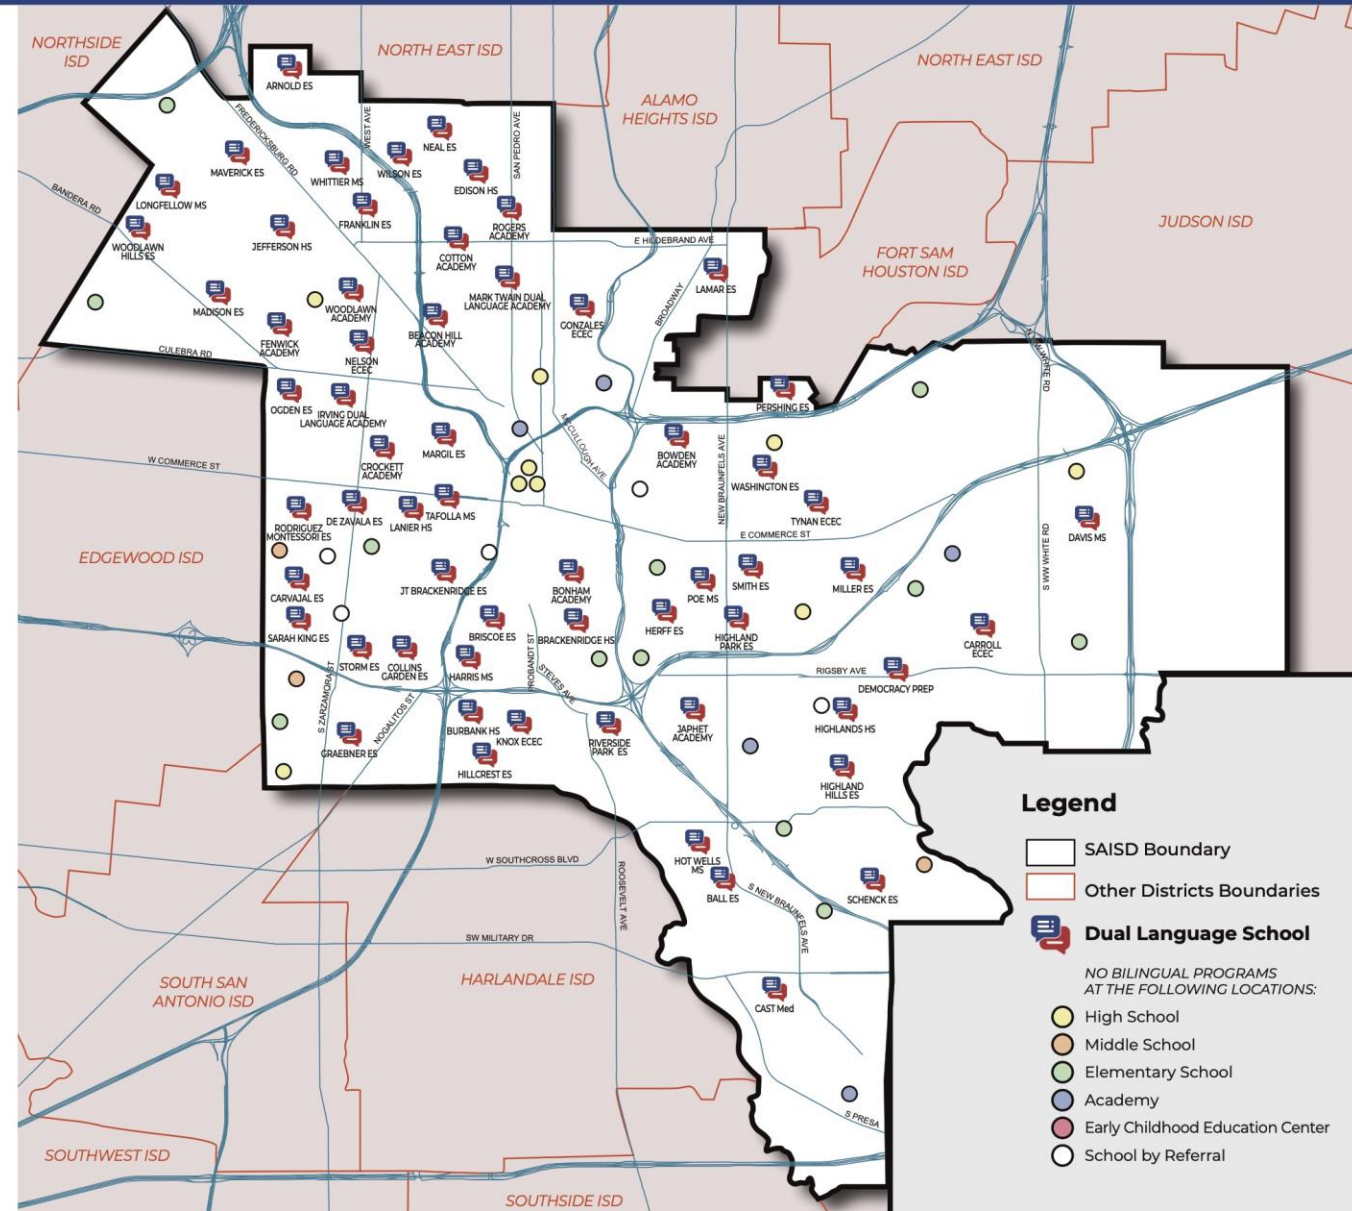 NORTHSIDE
ISD
NORTH EAST ISD
NORTH EAST ISD
ALAMO
HEIGHTS ISD
JUDSON ISD
FORT SAM
HOUSTON ISD
EDGEWOOD ISD
SOUTH SAN
ANTONIO ISD
HARLANDALE ISD
SOUTHWEST ISD
SOUTHSIDE ISD
ARNOLD ES
FREDERICKSBURG RD
WEST AVE
SAN PEDRO AVE
NEAL ES
MAVERICK ES
WHITTIER MS
WILSON ES
EDISON HS
BANDERA RD
LONGFELLOW MS
FRANKLIN ES
ROGERS
ACADEMY
WOODLAWN
HILLS ES
JEFFERSON HS
COTTON
ACADEMY
E HILDEBRAND AVE
LAMAR ES
BROADWAY
MADISON ES
WOODLAWN
ACADEMY
MARK TWAIN DUAL
LANGUAGE ACADEMY
GONZALES
ECEC
FENWICK
ACADEMY
BEACON HILL
ACADEMY
NELSON
ECEC
CULEBRA RD
N WW WHITE RD
OGDEN ES
IRVING DUAL
LANGUAGE ACADEMY
PERSHING ES
MCCULLOUGH AVE
CROCKETT
ACADEMY
MARGIL ES
BOWDEN
ACADEMY
NEW BRAUNFELS AVE
WASHINGTON ES
W COMMERCE ST
RODRIGUEZ
MONTESSORI ES
DE ZAVALA ES
LANIER HS
TAFOLLA MS
TYNAN ECEC
E COMMERCE ST
DAVIS MS
S WW WHITE RD
CARVAJAL ES
JT BRACKENRIDGE ES
BONHAM
ACADEMY
POE MS
SMITH ES
MILLER ES
SARAH KING ES
BRISCOE ES
BRACKENRIDGE HS
HERFF ES
HIGHLAND
PARK ES
CARROLL
ECEC
STORM ES
COLLINS
GARDEN ES
HARRIS MS
PROBANDT ST
STEVES AVE
RIGSBY AVE
DEMOCRACY PREP
S ZARZAMORA ST
NOGALITOS ST
GRAEBNER ES
BURBANK HS
KNOX ECEC
RIVERSIDE
PARK ES
JAPHET
ACADEMY
HIGHLANDS HS
HILLCREST ES
HIGHLAND
HILLS ES
W SOUTHCROSS BLVD
ROOSEVELT AVE
HOT WELLS
MS
BALL ES
S NEW BRAUNFELS AVE
SCHENCK ES
SW MILITARY DR
CAST Med
S PRESA
Legend
SAISD Boundary
Other Districts Boundaries
Dual Language School
NO BILINGUAL PROGRAMS
AT THE FOLLOWING LOCATIONS:
High School
Middle School
Elementary School
Academy
Early Childhood Education Center
School by Referral